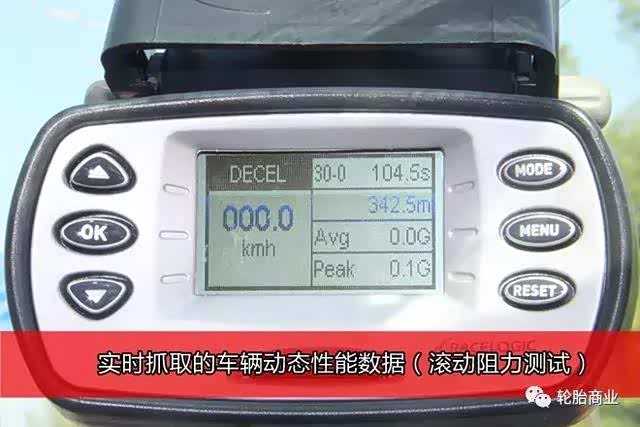 DECEL
30-0 104.5s
342.5m
000.0
kmh
Avg 0.0G
Peak 0.1G
OK
MODE
MENU
RESET
RACELOGIC
实时抓取的车辆动态性能数据（滚动阻力测试）
轮胎商业